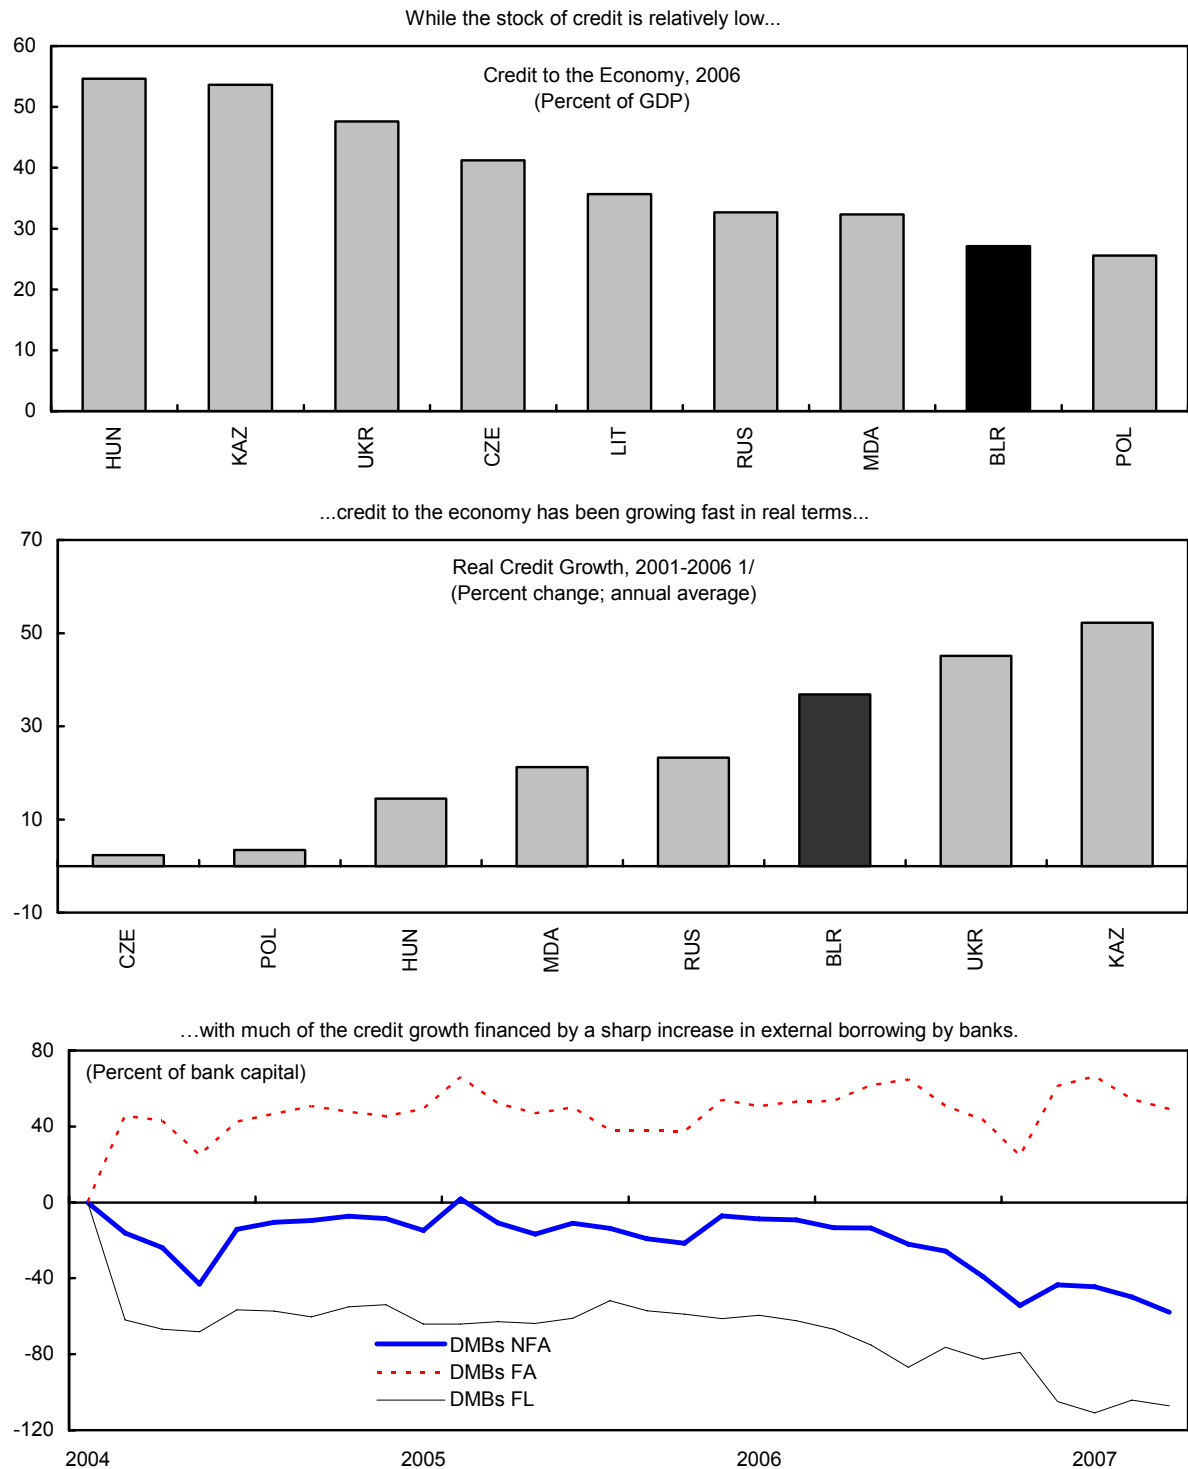 While the stock of credit is relatively low...
Credit to the Economy, 2006
(Percent of GDP)
60
50
40
30
20
10
0
HUN KAZ UKR CZE LIT RUS MDA BLR POL
...credit to the economy has been growing fast in real terms...
Real Credit Growth, 2001-2006 1/
(Percent change; annual average)
70
50
30
10
-10
CZE POL HUN MDA RUS BLR UKR KAZ
…with much of the credit growth financed by a sharp increase in external borrowing by banks.
(Percent of bank capital)
80
40
0
-40
-80
-120
DMBs NFA
DMBs FA
DMBs FL
2004 2005 2006 2007